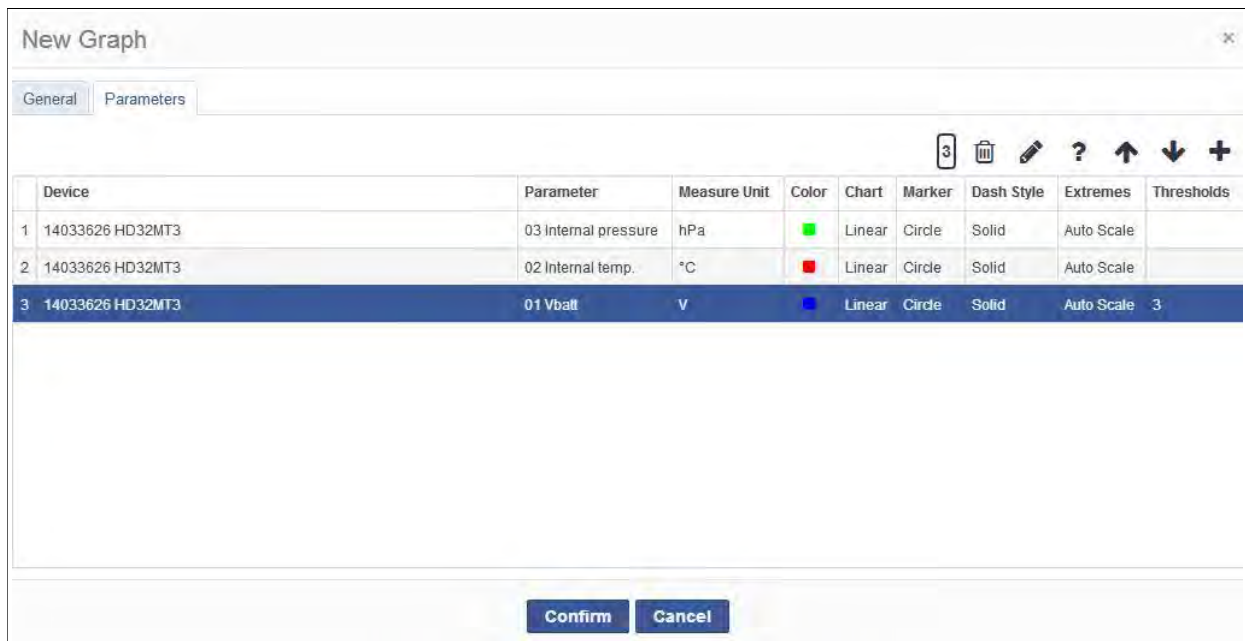 New Graph ×
General Parameters
3 ?
Device Parameter Measure Unit Color Chart Marker Dash Style Extremes Thresholds
1 14033626 HD32MT3 03 Internal pressure hPa Linear Circle Solid Auto Scale
2 14033626 HD32MT3 02 Internal temp. °C Linear Circle Solid Auto Scale
3 14033626 HD32MT3 01 Vbatt V Linear Circle Solid Auto Scale 3
Confirm Cancel